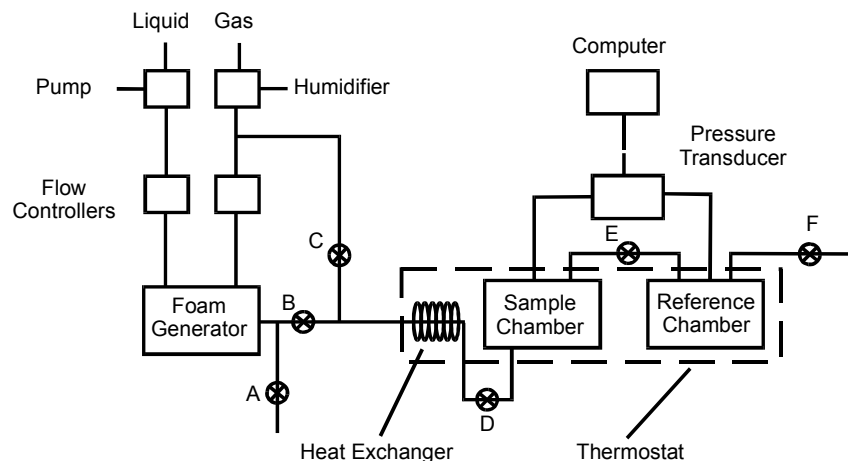 Liquid
Gas
Computer
Pump
Humidifier
Pressure
Transducer
Flow
Controllers
C
E
F
B
Foam
Generator
Sample
Chamber
Reference
Chamber
A
D
Heat Exchanger
Thermostat